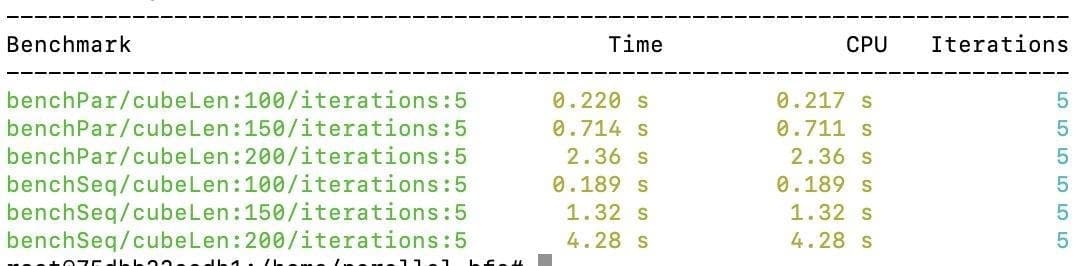 Benchmark Time CPU Iterations
benchPar/cubeLen:100/iterations:5 0.220 s 0.217 s 5
benchPar/cubeLen:150/iterations:5 0.714 s 0.711 s 5
benchPar/cubeLen:200/iterations:5 2.36 s 2.36 s 5
benchSeq/cubeLen:100/iterations:5 0.189 s 0.189 s 5
benchSeq/cubeLen:150/iterations:5 1.32 s 1.32 s 5
benchSeq/cubeLen:200/iterations:5 4.28 s 4.28 s 5